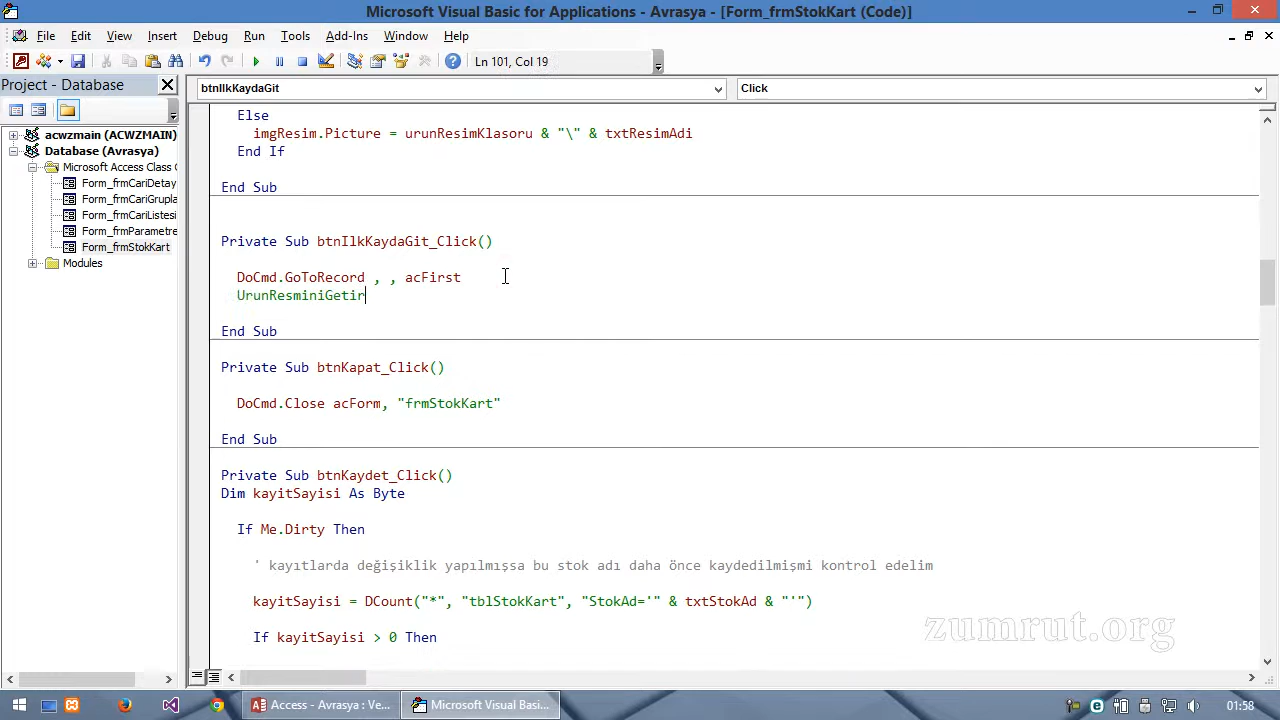 Microsoft Visual Basic for Applications - Avrasya - [Form_frmStokKart (Code)]
File Edit View Insert Debug Run Tools Add-Ins Window Help
Ln 101, Col 19
Project - Database
btnIlkKaydaGit
Click
acwzmain (ACWZMAIN)
Database (Avrasya)
Microsoft Access Class O
Form_frmCariDetay
Form_frmCariGrupla
Form_frmCariListesi
Form_frmParametre
Form_frmStokKart
Modules
Else
imgResim.Picture = urunResimKlasoru & "\" & txtResimAdi
End If
End Sub
Private Sub btnIlkKaydaGit_Click()
DoCmd.GoToRecord , , acFirst
UrunResminiGetir
End Sub
Private Sub btnKapat_Click()
DoCmd.Close acForm, "frmStokKart"
End Sub
Private Sub btnKaydet_Click()
Dim kayitSayisi As Byte
If Me.Dirty Then
' kayıtlarda değişiklik yapılmışsa bu stok adı daha önce kaydedilmişmi kontrol edelim
kayitSayisi = DCount("*", "tblStokKart", "StokAd='" & txtStokAd & "'")
If kayitSayisi > 0 Then
zumrut.org
Access - Avrasya : Ve...
Microsoft Visual Basi...
01:58